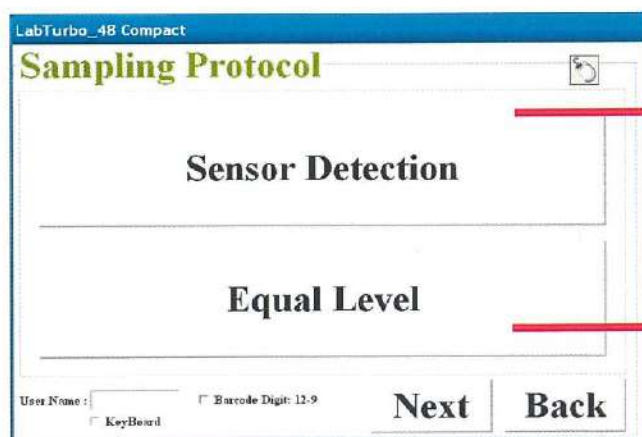 LabTurbo_48 Compact
Sampling Protocol
Sensor Detection
Equal Level
User Name :
Barcode Digit: 12-9
KeyBoard
Next
Back